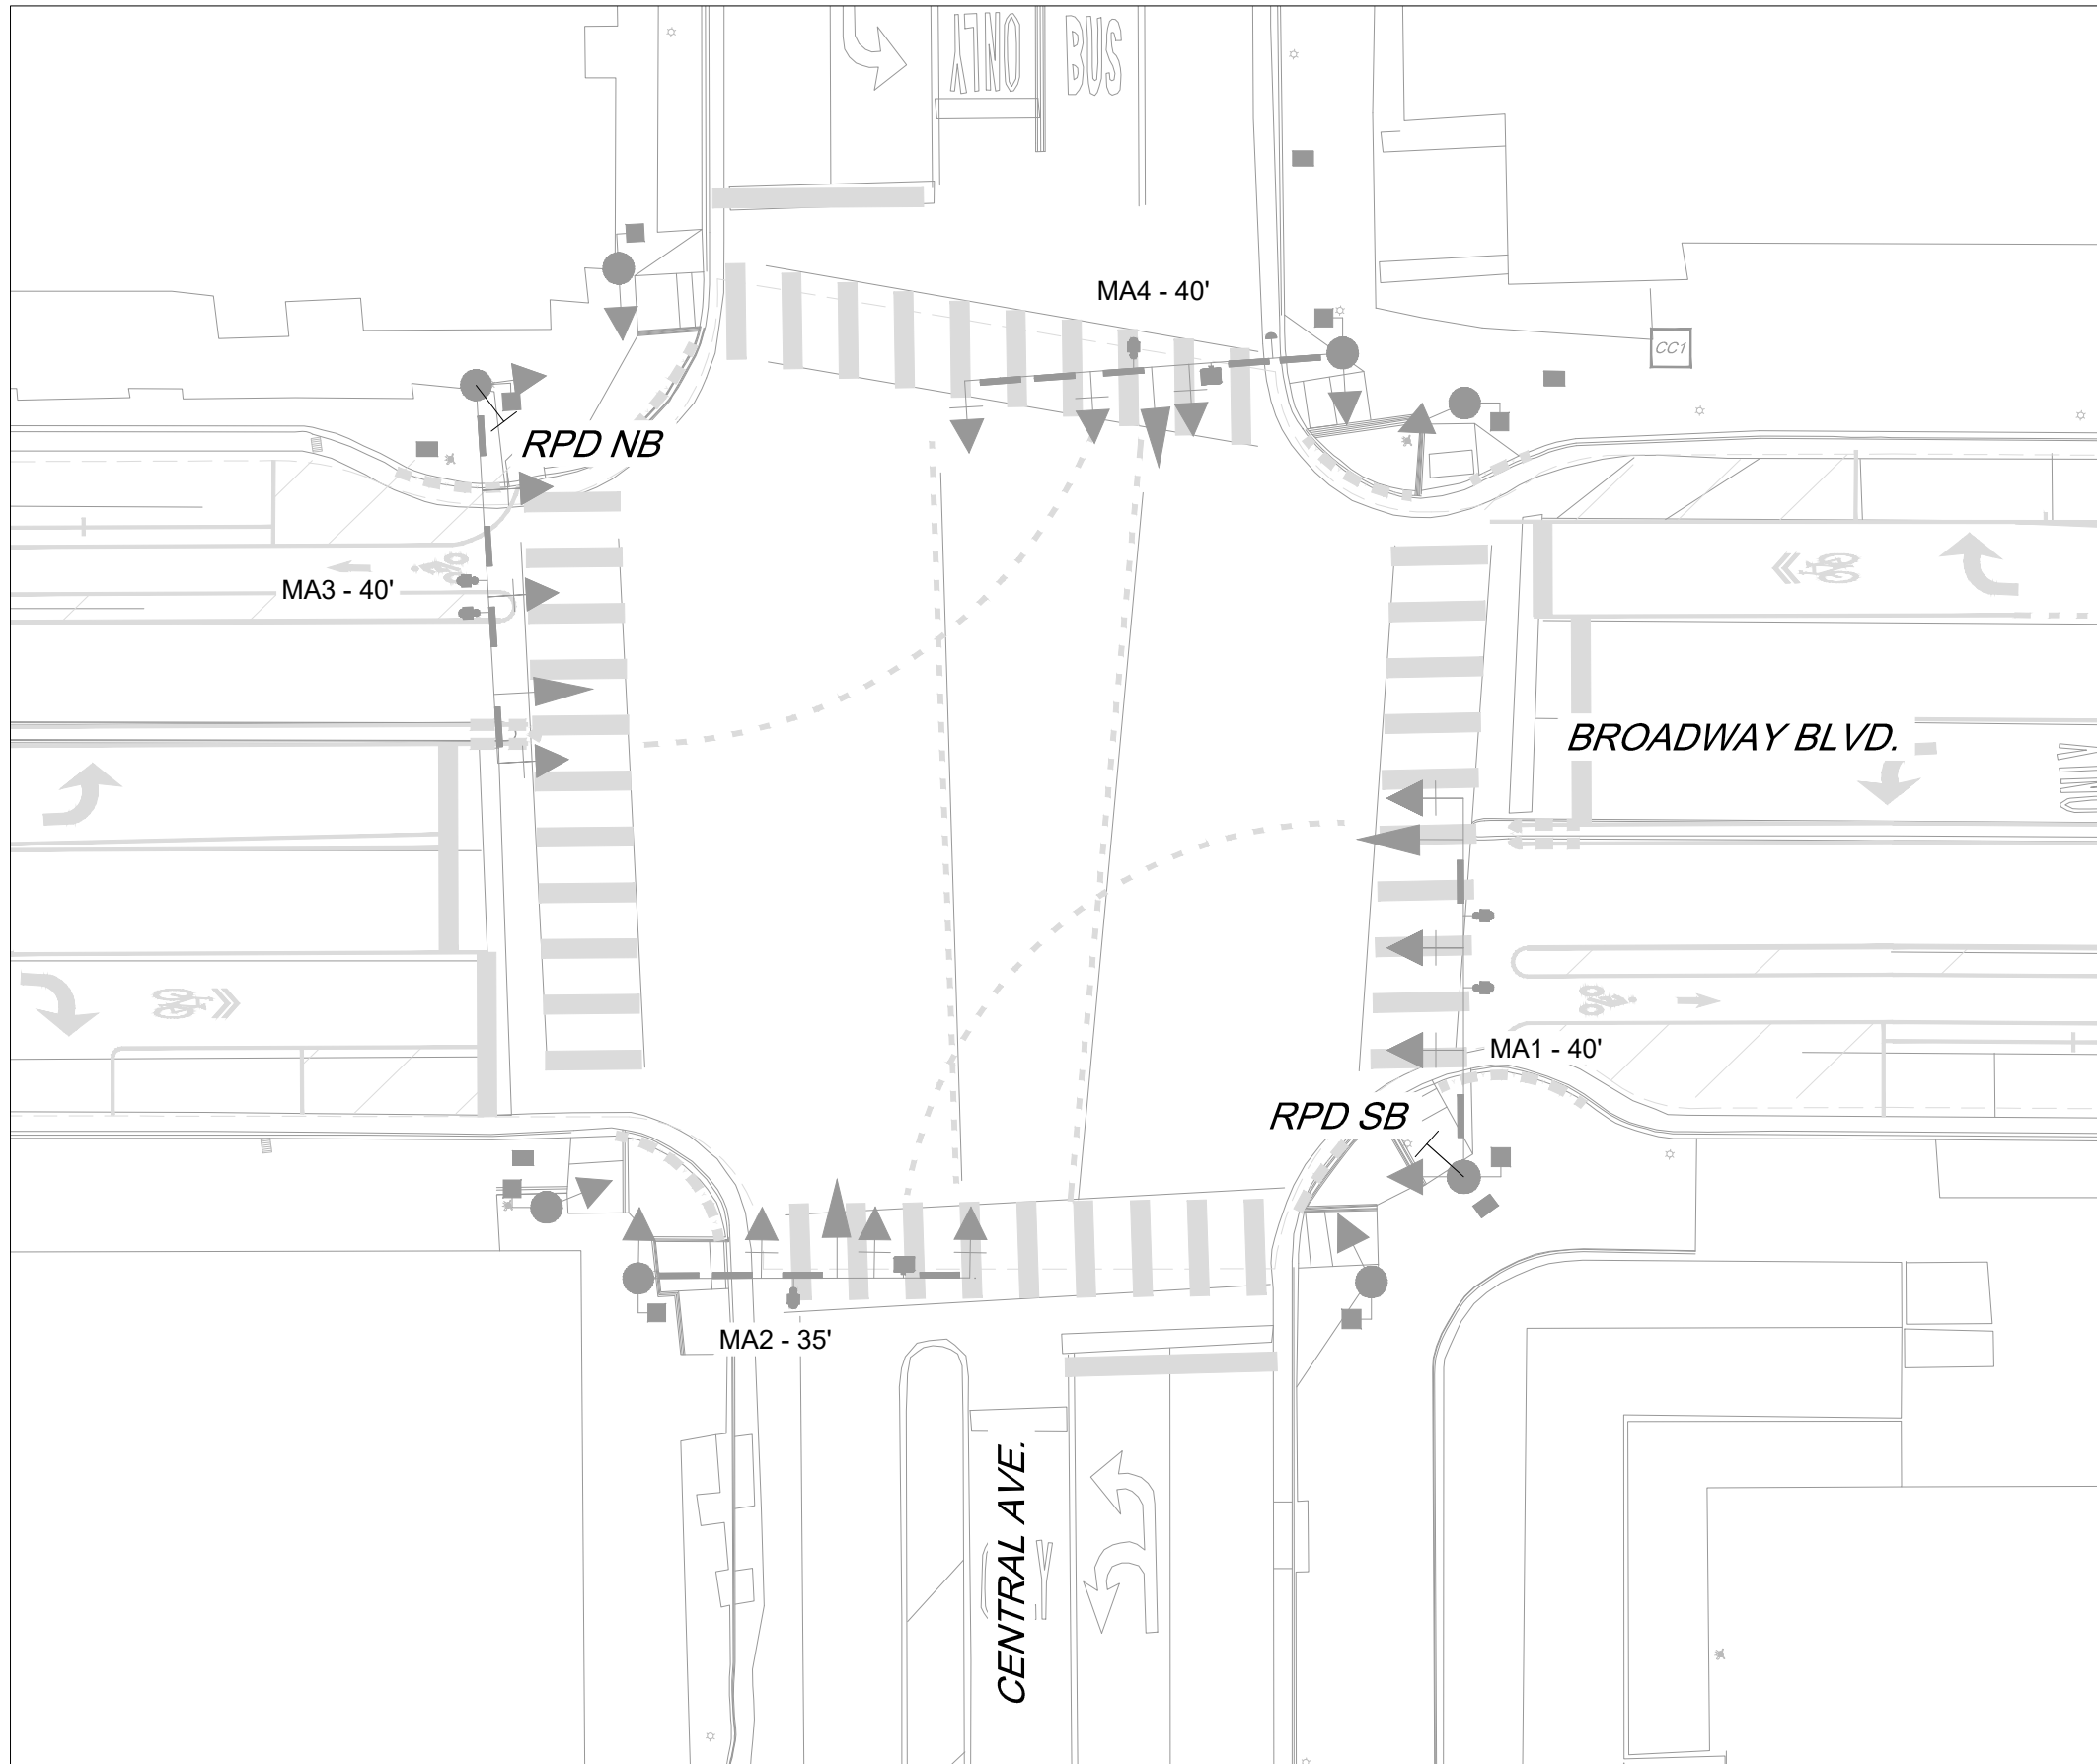 ONLY
BUS
MA4 - 40'
CC1
RPD NB
MA3 - 40'
BROADWAY BLVD.
MA1 - 40'
RPD SB
MA2 - 35'
CENTRAL AVE.